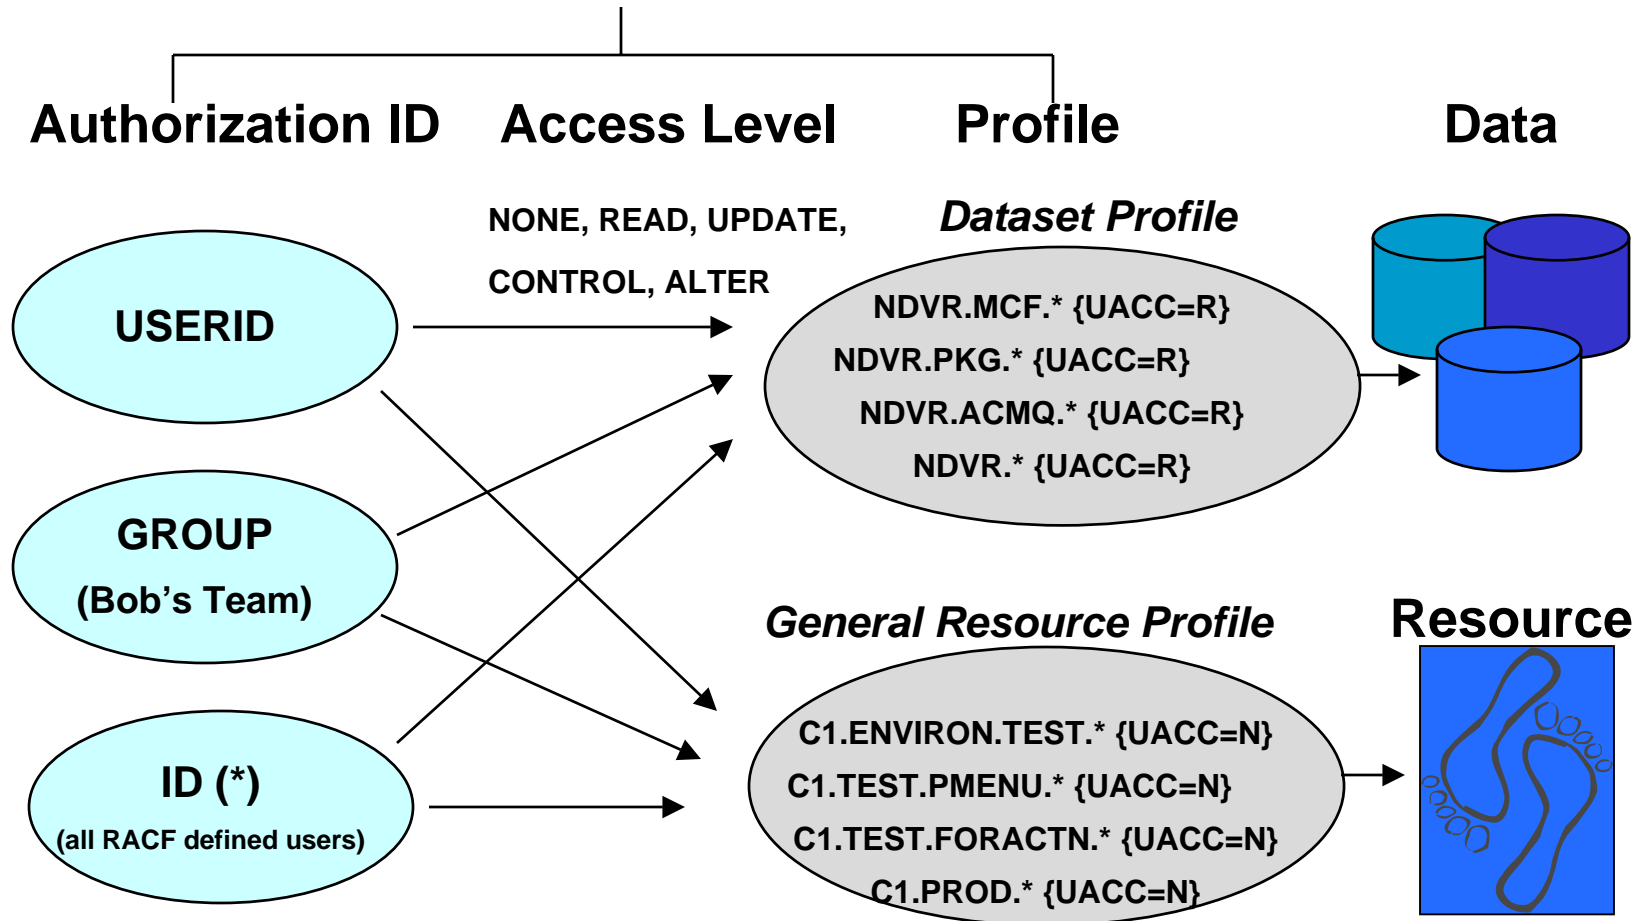 Authorization ID
Access Level
Profile
Data
NONE, READ, UPDATE,
CONTROL, ALTER
USERID
GROUP
(Bob's Team)
ID (*)
(all RACF defined users)
Dataset Profile
NDVR.MCF.* {UACC=R}
NDVR.PKG.* {UACC=R}
NDVR.ACMQ.* {UACC=R}
NDVR.* {UACC=R}
General Resource Profile
C1.ENVIRON.TEST.* {UACC=N}
C1.TEST.PMENU.* {UACC=N}
C1.TEST.FORACTN.* {UACC=N}
C1.PROD.* {UACC=N}
Resource